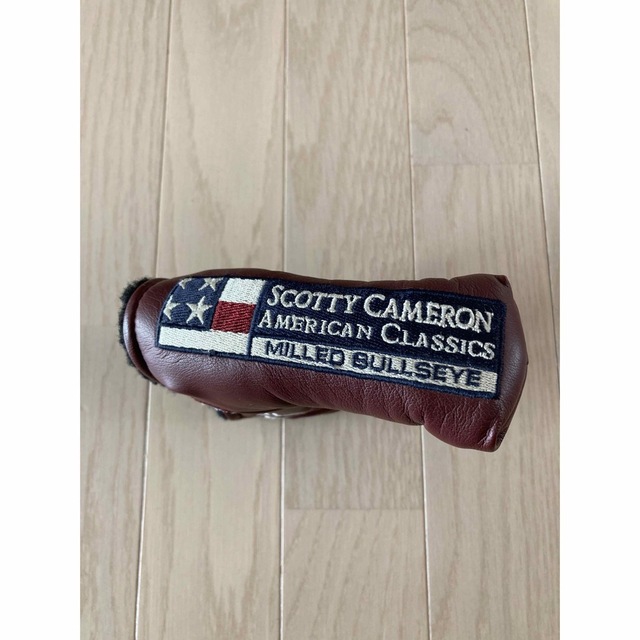 SCOTTY CAMERON
AMERICAN CLASSICS
MILLED BULLSEYE